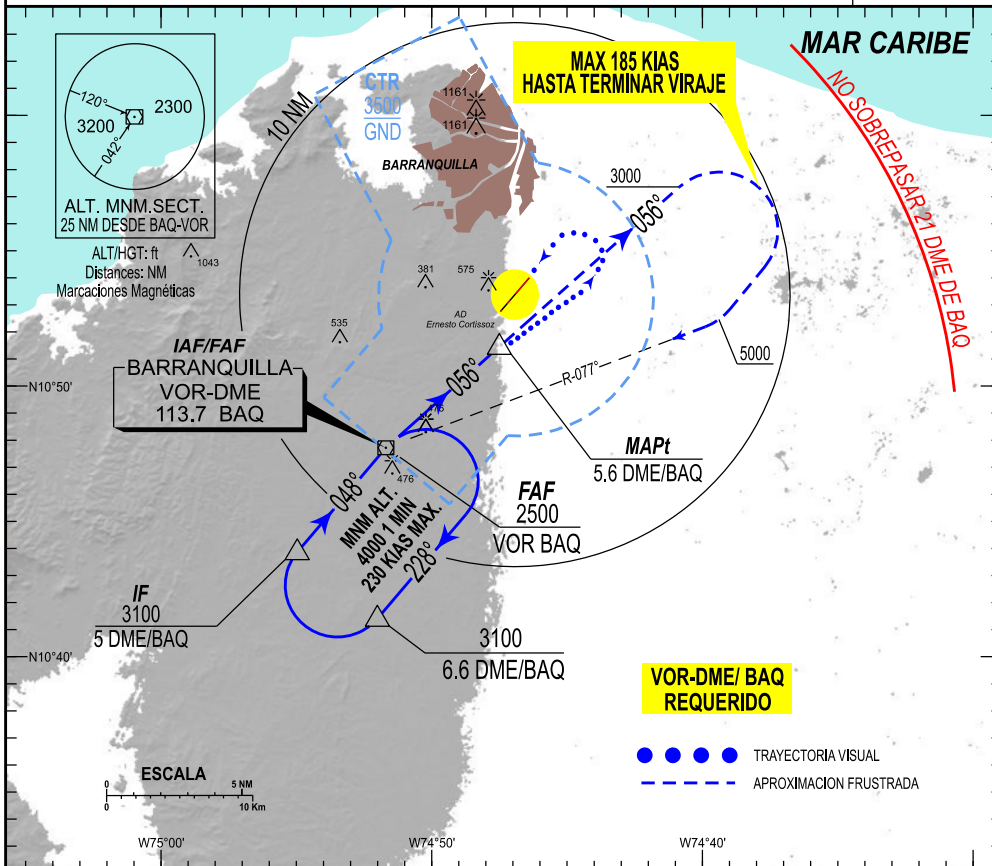 MAR CARIBE
MAX 185 KIAS
HASTA TERMINAR VIRAJE
NO SOBREPASAR 21 DME DE BAQ
120°
2300
3200
042°
ALT. MNM.SECT.
25 NM DESDE BAQ-VOR
ALT/HGT: ft
Distances: NM
Marcaciones Magnéticas
1043
10 NM
CTR
3500
GND
1161
1161
BARRANQUILLA
3000
056°
381
575
AD
Ernesto Cortissoz
535
5000
R-077°
IAF/FAF
BARRANQUILLA
VOR-DME
113.7 BAQ
N10°50'
056°
476
MAPt
5.6 DME/BAQ
FAF
2500
VOR BAQ
048°
MNM ALT.
4000 1 MIN
230 KIAS MAX.
228°
IF
3100
5 DME/BAQ
3100
6.6 DME/BAQ
N10°40'
VOR-DME/ BAQ
REQUERIDO
TRAYECTORIA VISUAL
APROXIMACION FRUSTRADA
ESCALA
0 5 NM
0 10 Km
W75°00' W74°50' W74°40'